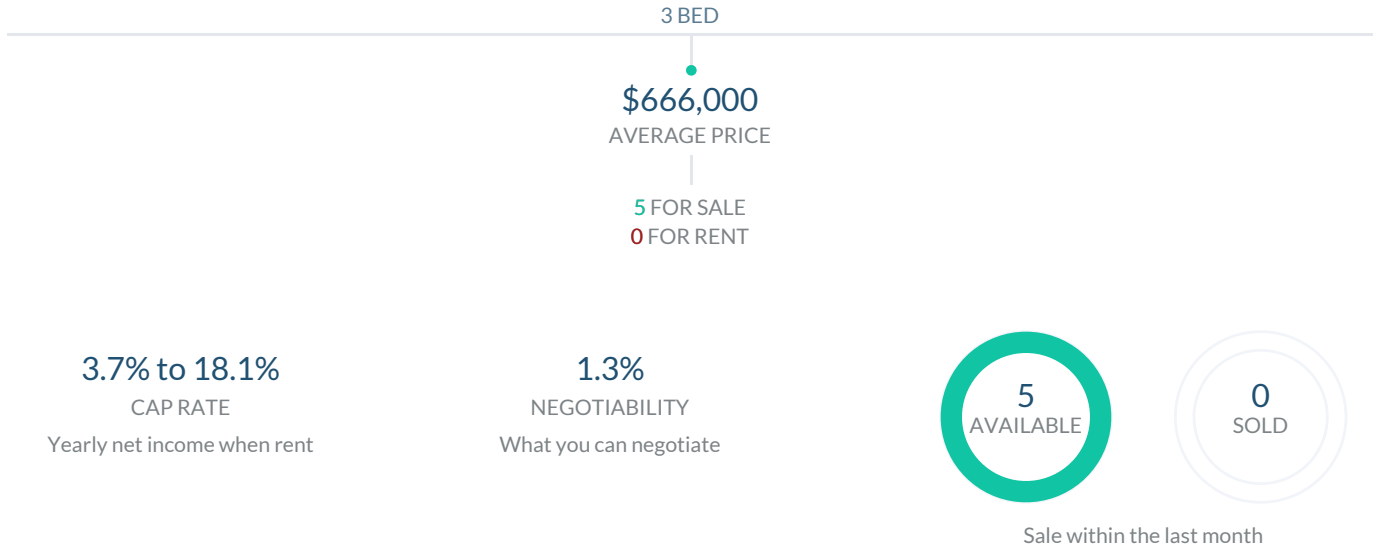 3 BED
$666,000
AVERAGE PRICE
5 FOR SALE
0 FOR RENT
3.7% to 18.1%
CAP RATE
Yearly net income when rent
1.3%
NEGOTIABILITY
What you can negotiate
5
AVAILABLE
0
SOLD
Sale within the last month